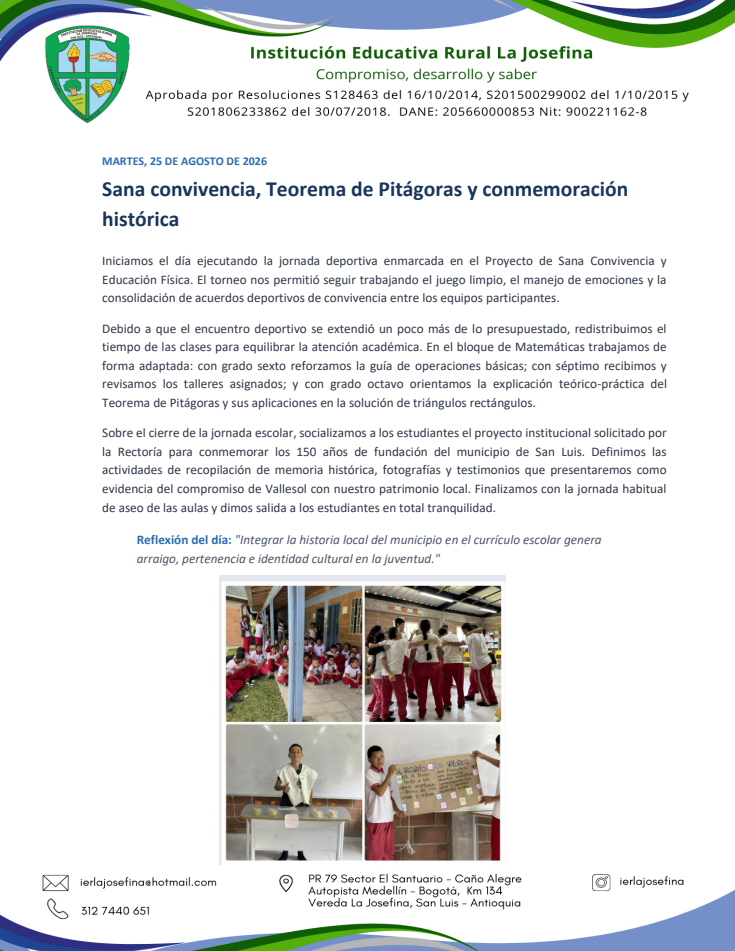 INSTITUCIÓN EDUCATIVA RURAL
Institución Educativa Rural La Josefina
Compromiso, desarrollo y saber
Aprobada por Resoluciones S128463 del 16/10/2014, S201500299002 del 1/10/2015 y
S201806233862 del 30/07/2018. DANE: 205660000853 Nit: 900221162-8
MARTES, 25 DE AGOSTO DE 2026
Sana convivencia, Teorema de Pitágoras y conmemoración
histórica
Iniciamos el día ejecutando la jornada deportiva enmarcada en el Proyecto de Sana Convivencia y
Educación Física. El torneo nos permitió seguir trabajando el juego limpio, el manejo de emociones y la
consolidación de acuerdos deportivos de convivencia entre los equipos participantes.
Debido a que el encuentro deportivo se extendió un poco más de lo presupuestado, redistribuimos el
tiempo de las clases para equilibrar la atención académica. En el bloque de Matemáticas trabajamos de
forma adaptada: con grado sexto reforzamos la guía de operaciones básicas; con séptimo recibimos y
revisamos los talleres asignados; y con grado octavo orientamos la explicación teórico-práctica del
Teorema de Pitágoras y sus aplicaciones en la solución de triángulos rectángulos.
Sobre el cierre de la jornada escolar, socializamos a los estudiantes el proyecto institucional solicitado por
la Rectoría para conmemorar los 150 años de fundación del municipio de San Luis. Definimos las
actividades de recopilación de memoria histórica, fotografías y testimonios que presentaremos como
evidencia del compromiso de Vallesol con nuestro patrimonio local. Finalizamos con la jornada habitual
de aseo de las aulas y dimos salida a los estudiantes en total tranquilidad.
Reflexión del día: "Integrar la historia local del municipio en el currículo escolar genera
arraigo, pertenencia e identidad cultural en la juventud."
ierlajosefina@hotmail.com
312 7440 651
PR 79 Sector El Santuario - Caño Alegre
Autopista Medellín - Bogotá, Km 134
Vereda La Josefina, San Luis - Antioquia
ierlajosefina